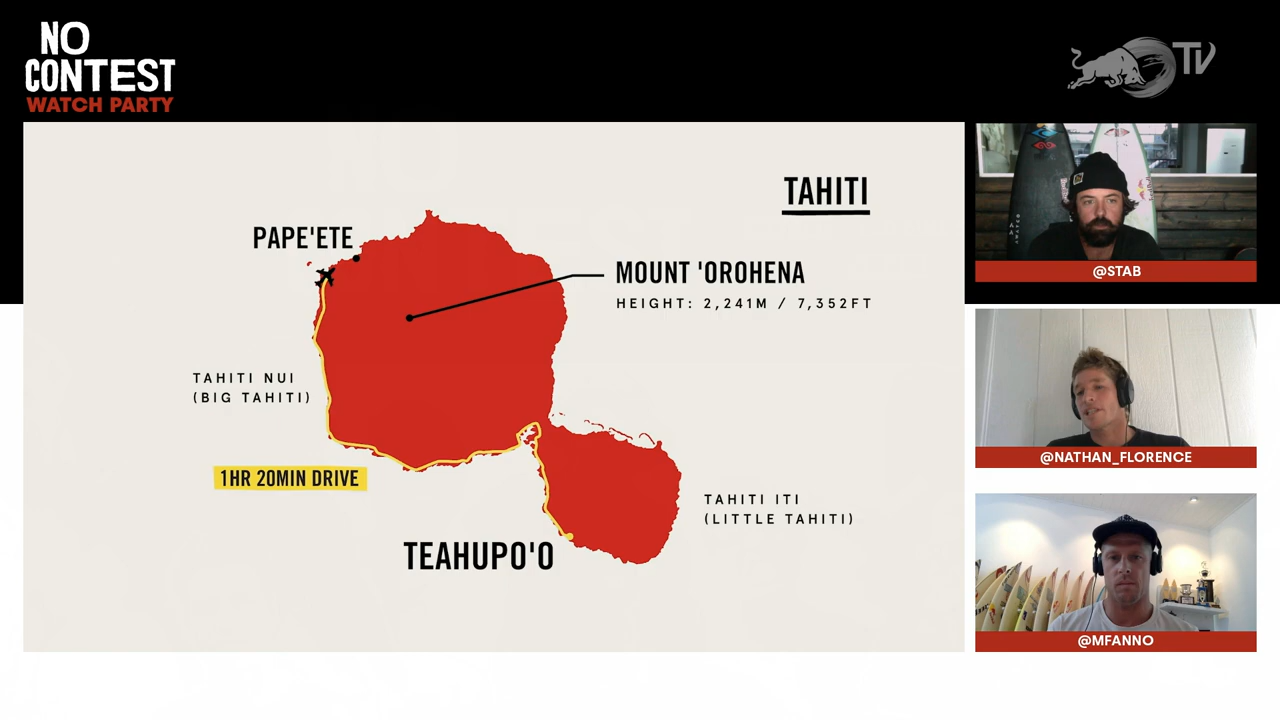 NO
CONTEST
WATCH PARTY
TV
TAHITI
PAPE'ETE
MOUNT 'OROHENA
HEIGHT: 2,241M / 7,352FT
TAHITI NUI
(BIG TAHITI)
1HR 20MIN DRIVE
TAHITI ITI
(LITTLE TAHITI)
TEAHUPO'O
@STAB
@NATHAN_FLORENCE
@MFANNO